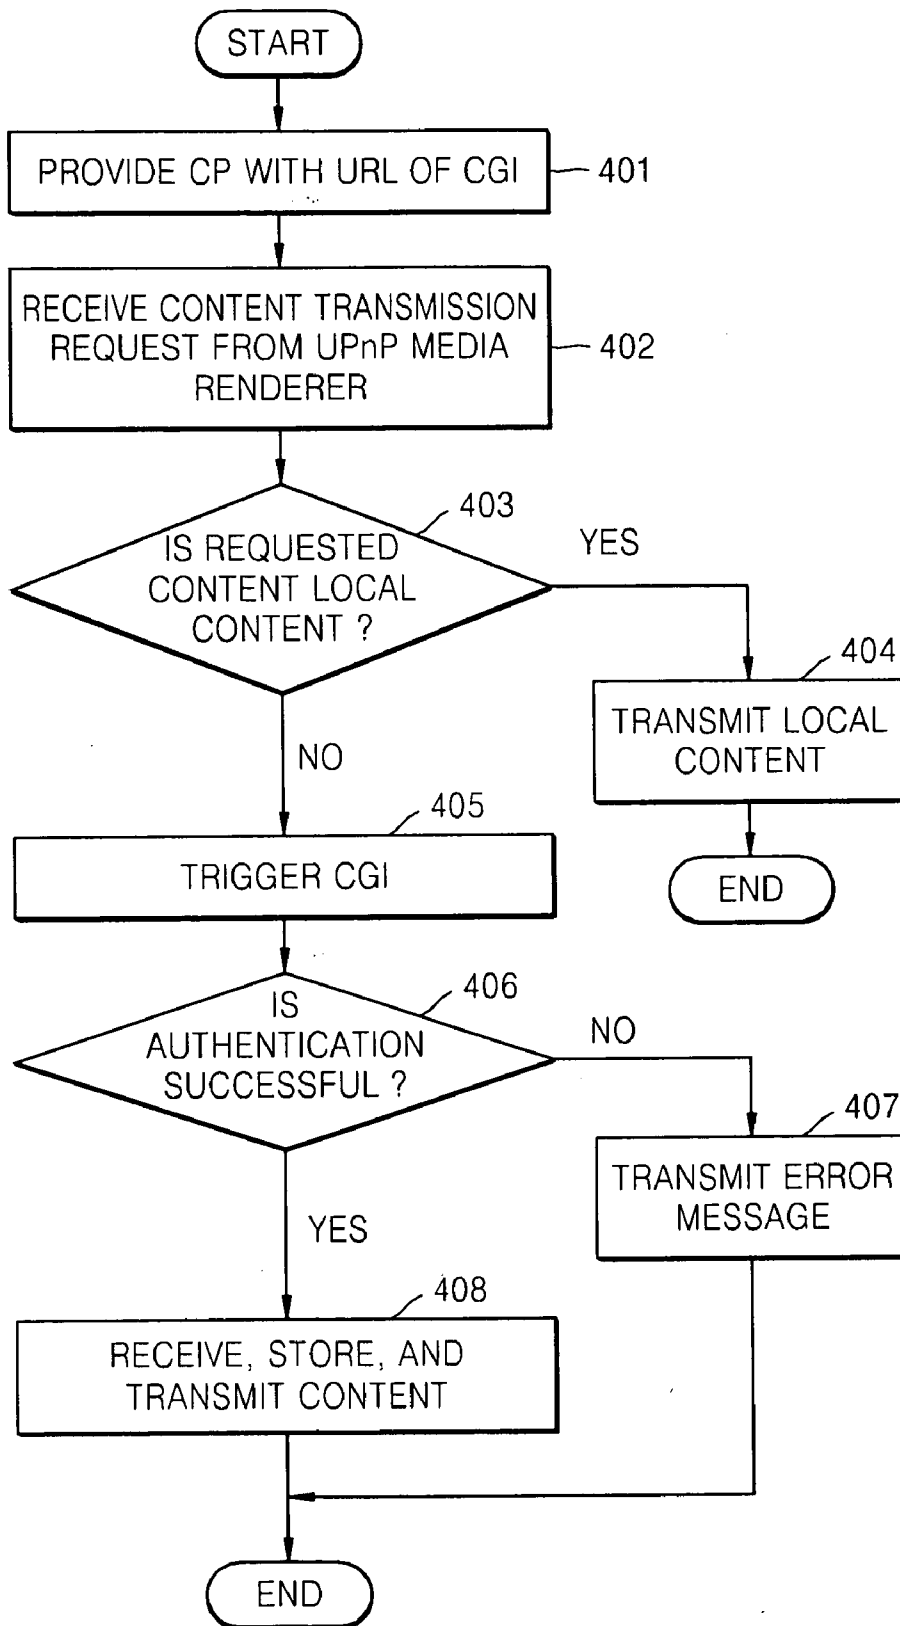 START
PROVIDE CP WITH URL OF CGI
401
RECEIVE CONTENT TRANSMISSION
REQUEST FROM UPnP MEDIA
RENDERER
402
403
IS REQUESTED
CONTENT LOCAL
CONTENT ?
YES
404
TRANSMIT LOCAL
CONTENT
NO
END
405
TRIGGER CGI
406
IS
AUTHENTICATION
SUCCESSFUL ?
NO
407
TRANSMIT ERROR
MESSAGE
YES
408
RECEIVE, STORE, AND
TRANSMIT CONTENT
END